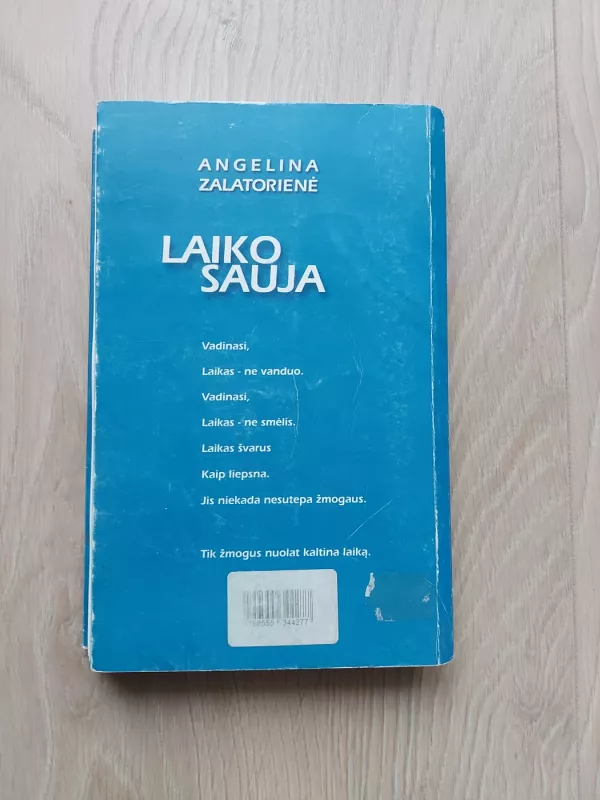 ANGELINA
ZALATORIENĖ
LAIKO
SAUJA
Vadinasi,
Laikas - ne vanduo.
Vadinasi,
Laikas - ne smėlis.
Laikas švarus
Kaip liepsna.
Jis niekada nesutepa žmogaus.
Tik žmogus nuolat kaltina laiką.